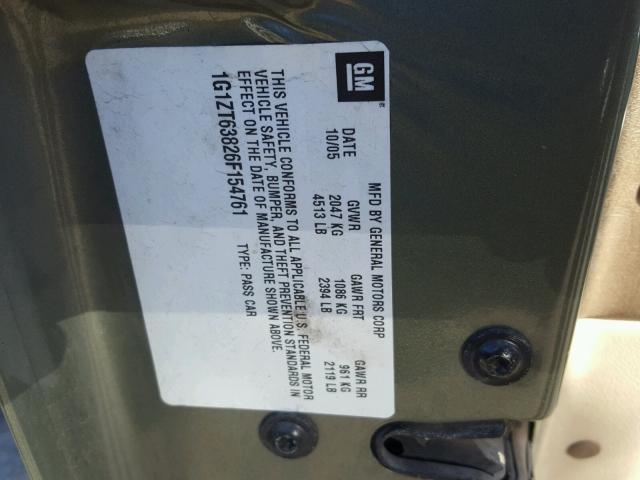 GM
MFD BY GENERAL MOTORS CORP
DATE GVWR GAWR FRT GAWR RR
10/05 2047 KG 1086 KG 961 KG
4513 LB 2394 LB 2119 LB
THIS VEHICLE CONFORMS TO ALL APPLICABLE U.S. FEDERAL MOTOR
VEHICLE SAFETY, BUMPER, AND THEFT PREVENTION STANDARDS IN
EFFECT ON THE DATE OF MANUFACTURE SHOWN ABOVE.
1G1ZT63826F154761 TYPE: PASS CAR